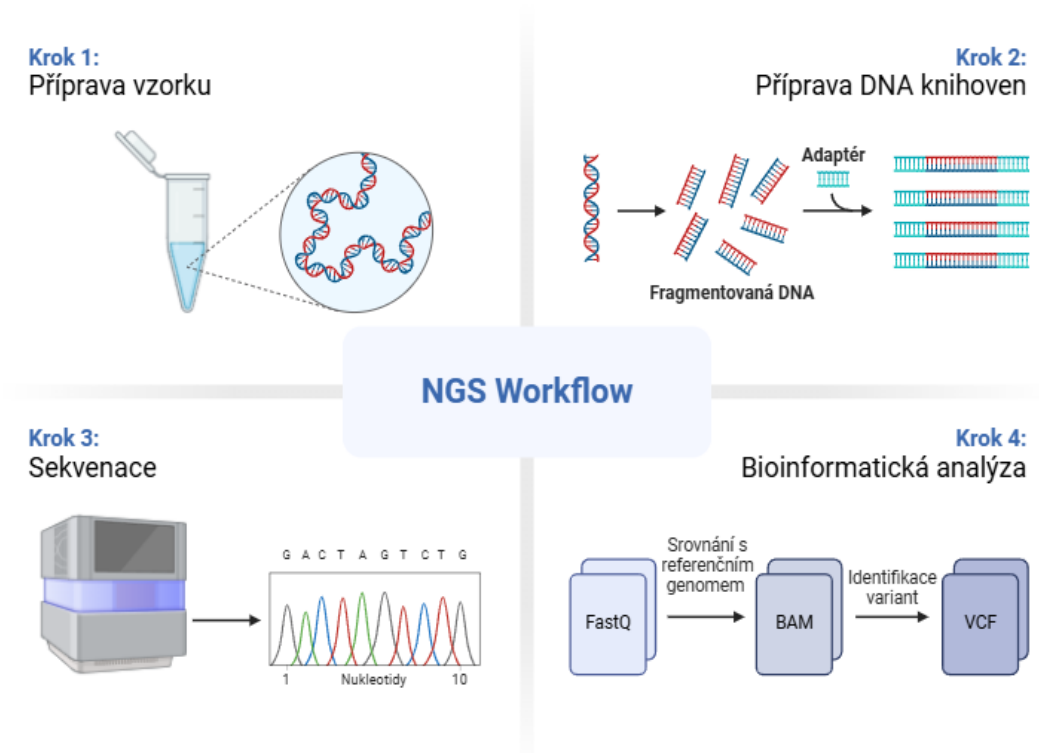 Krok 1:
Příprava vzorku
Krok 2:
Příprava DNA knihoven
Adaptér
Fragmentovaná DNA
NGS Workflow
Krok 3:
Sekvenace
G A C T A G T C T G
1 Nukleotidy 10
Krok 4:
Bioinformatická analýza
FastQ
Srovnání s
referenčním
genomem
BAM
Identifikace
variant
VCF